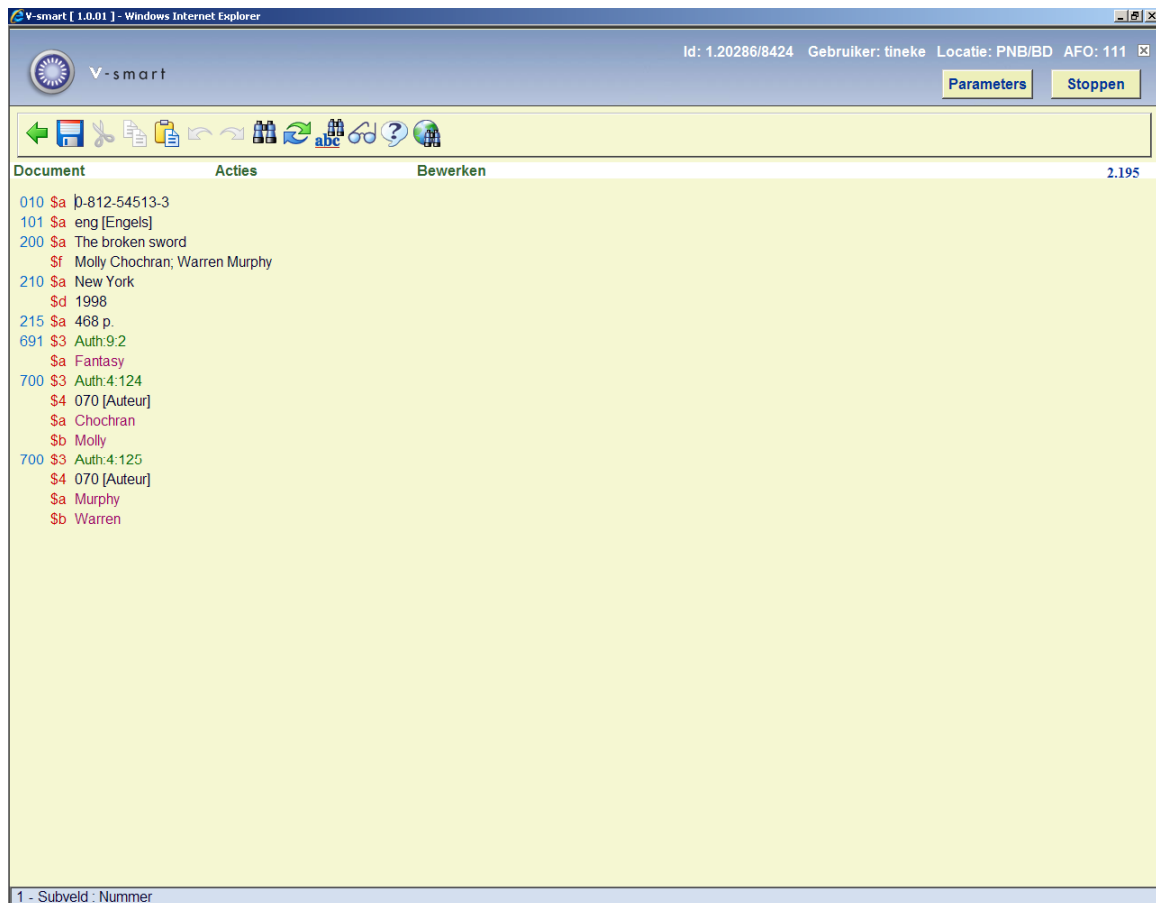 V-smart [ 1.0.01 ] - Windows Internet Explorer
Id: 1.20286/8424 Gebruiker: tineke Locatie: PNB/BD AFO: 111
V-smart
Parameters Stoppen
abc
Document Acties Bewerken 2.195
010 $a 0-812-54513-3
101 $a eng [Engels]
200 $a The broken sword
$f Molly Chochran; Warren Murphy
210 $a New York
$d 1998
215 $a 468 p.
691 $3 Auth:9:2
$a Fantasy
700 $3 Auth:4:124
$4 070 [Auteur]
$a Chochran
$b Molly
700 $3 Auth:4:125
$4 070 [Auteur]
$a Murphy
$b Warren
1 - Subveld : Nummer